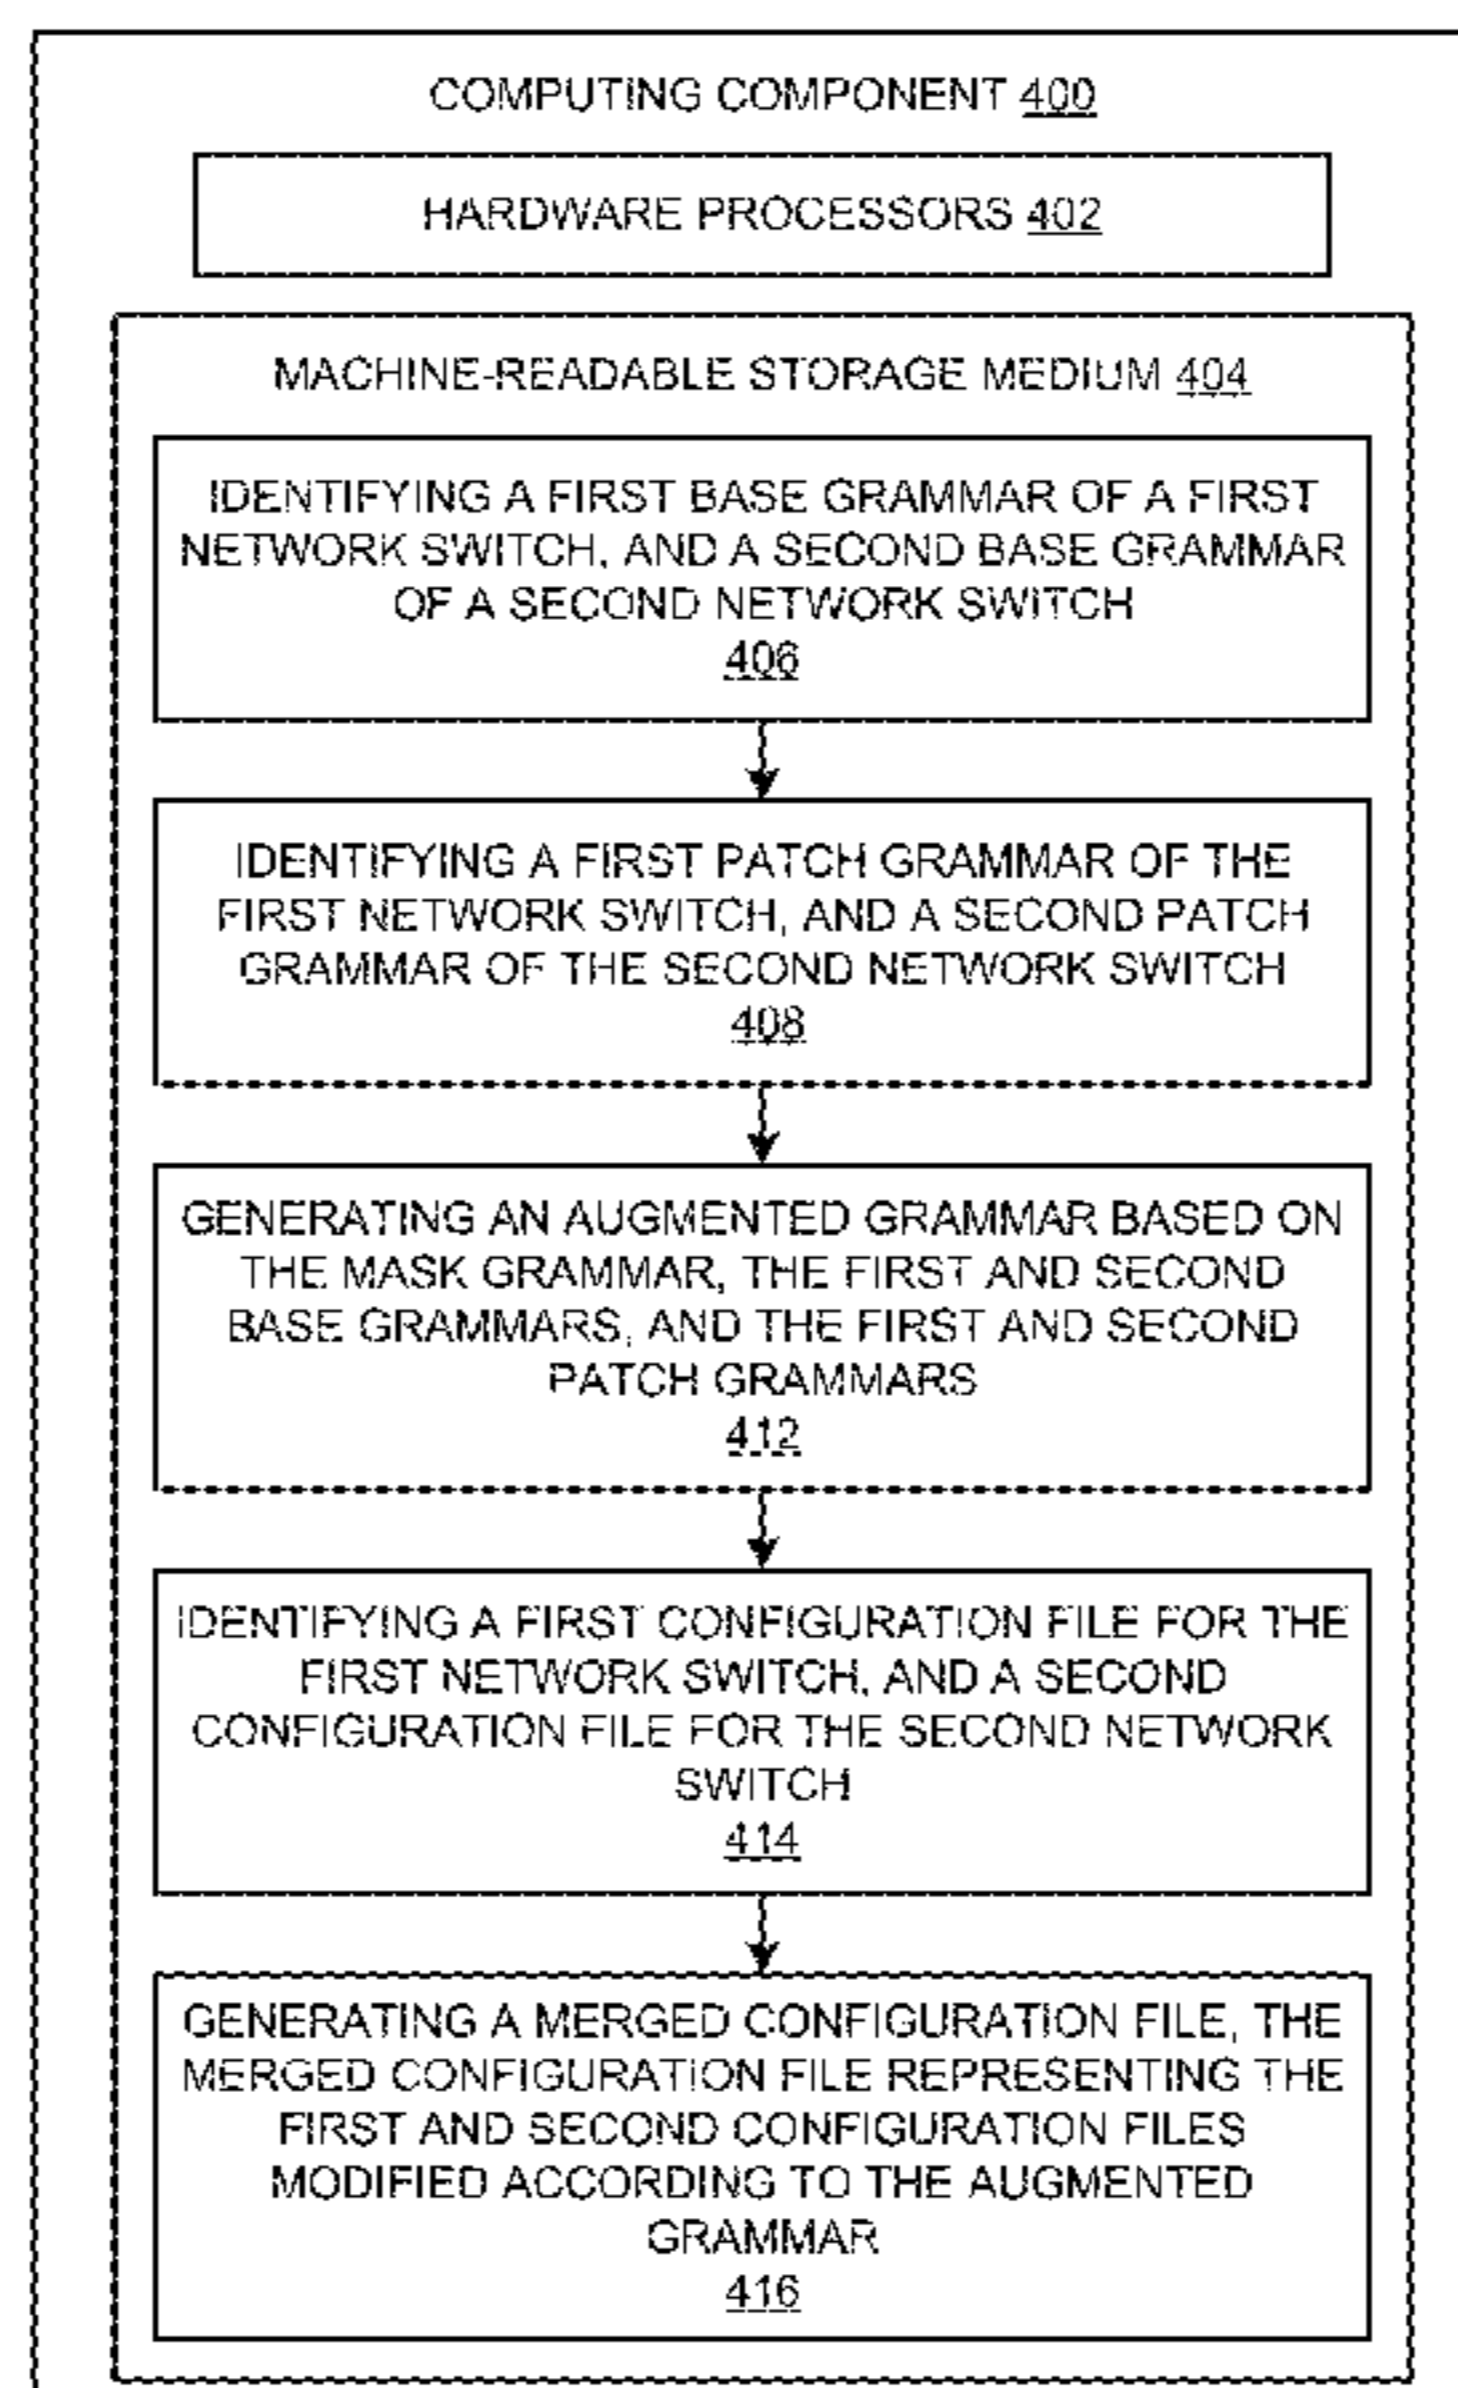 COMPUTING COMPONENT 400
HARDWARE PROCESSORS 402
MACHINE-READABLE STORAGE MEDIUM 404
IDENTIFYING A FIRST BASE GRAMMAR OF A FIRST
NETWORK SWITCH, AND A SECOND BASE GRAMMAR
OF A SECOND NETWORK SWITCH
406
IDENTIFYING A FIRST PATCH GRAMMAR OF THE
FIRST NETWORK SWITCH, AND A SECOND PATCH
GRAMMAR OF THE SECOND NETWORK SWITCH
408
GENERATING AN AUGMENTED GRAMMAR BASED ON
THE MASK GRAMMAR, THE FIRST AND SECOND
BASE GRAMMARS, AND THE FIRST AND SECOND
PATCH GRAMMARS
412
IDENTIFYING A FIRST CONFIGURATION FILE FOR THE
FIRST NETWORK SWITCH, AND A SECOND
CONFIGURATION FILE FOR THE SECOND NETWORK
SWITCH
414
GENERATING A MERGED CONFIGURATION FILE, THE
MERGED CONFIGURATION FILE REPRESENTING THE
FIRST AND SECOND CONFIGURATION FILES
MODIFIED ACCORDING TO THE AUGMENTED
GRAMMAR
416